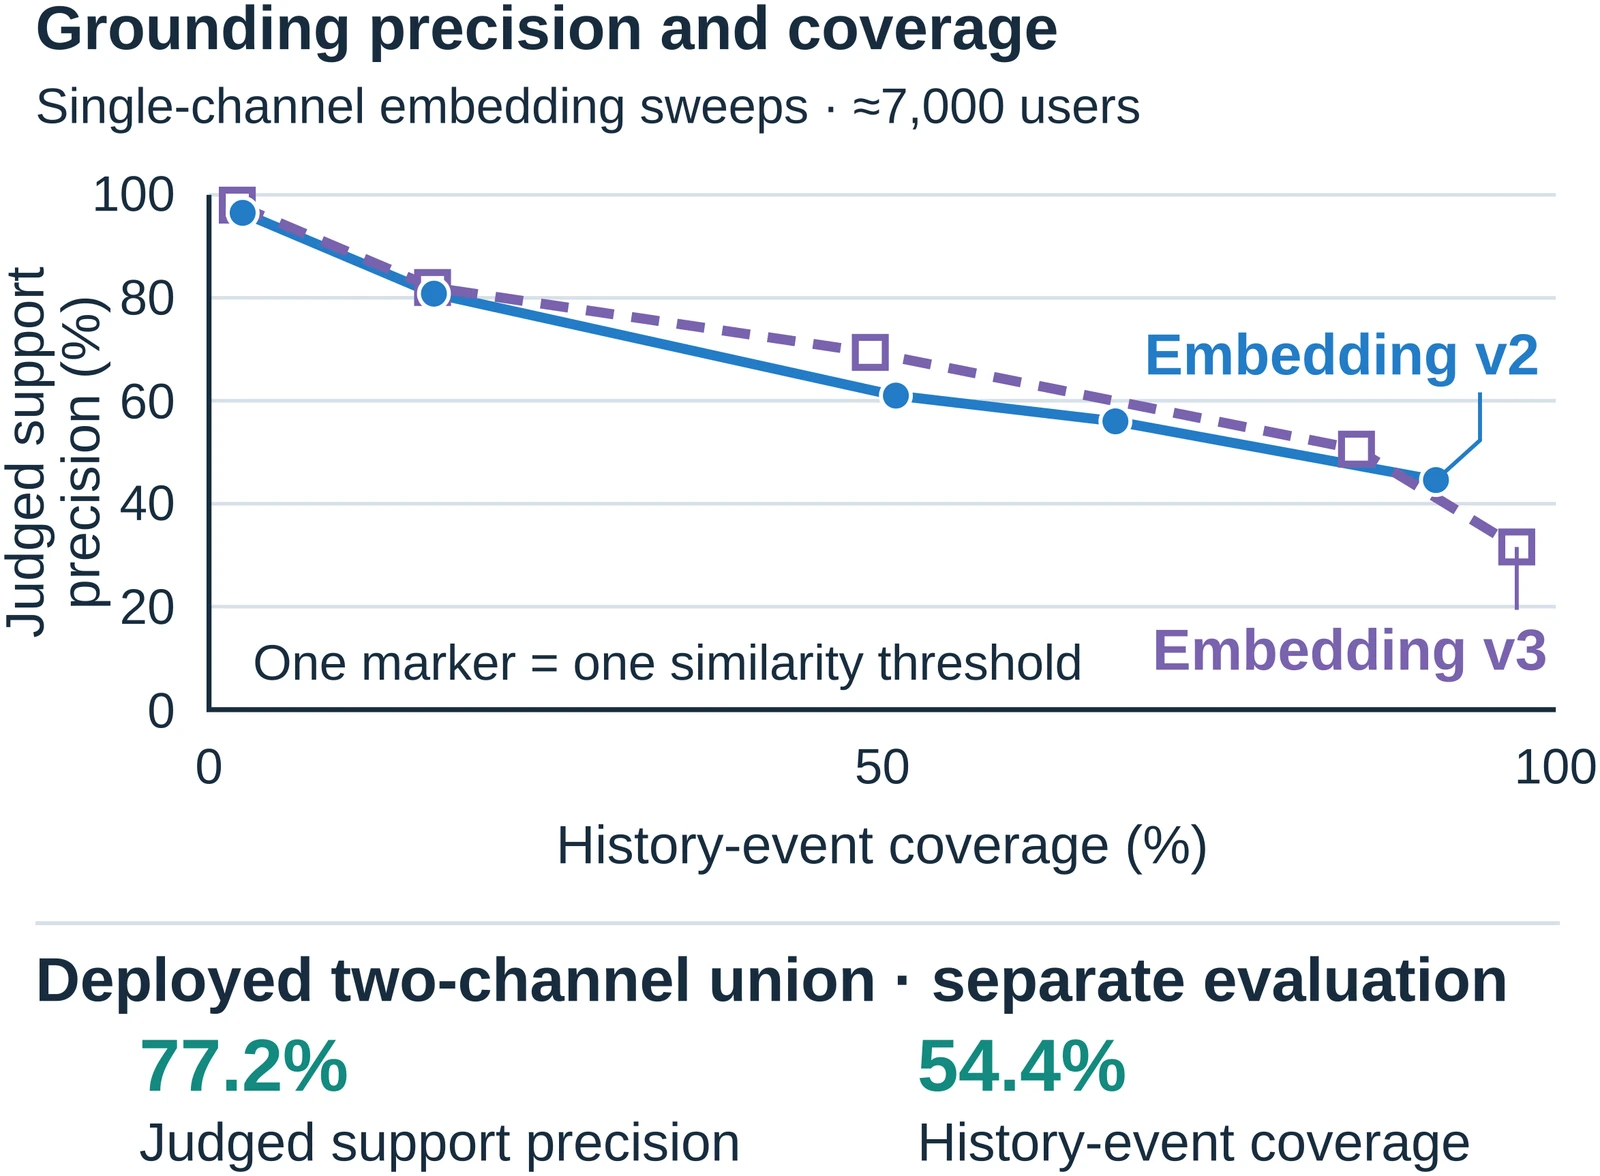 Grounding precision and coverage
Single-channel embedding sweeps · ≈7,000 users
Judged support
precision (%)
100
80
60
40
20
0
Embedding v2
Embedding v3
One marker = one similarity threshold
0
50
100
History-event coverage (%)
Deployed two-channel union · separate evaluation
77.2%
54.4%
Judged support precision
History-event coverage